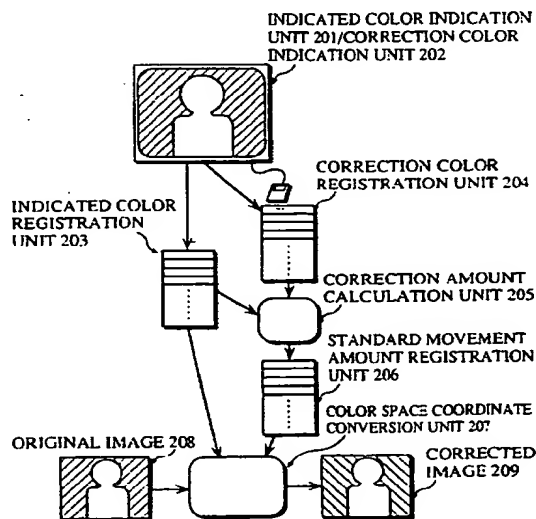 INDICATED COLOR INDICATION
UNIT 201/CORRECTION COLOR
INDICATION UNIT 202
CORRECTION COLOR
REGISTRATION UNIT 204
INDICATED COLOR
REGISTRATION
UNIT 203
CORRECTION AMOUNT
CALCULATION UNIT 205
STANDARD MOVEMENT
AMOUNT REGISTRATION
UNIT 206
COLOR SPACE COORDINATE
CONVERSION UNIT 207
ORIGINAL IMAGE 208
CORRECTED
IMAGE 209